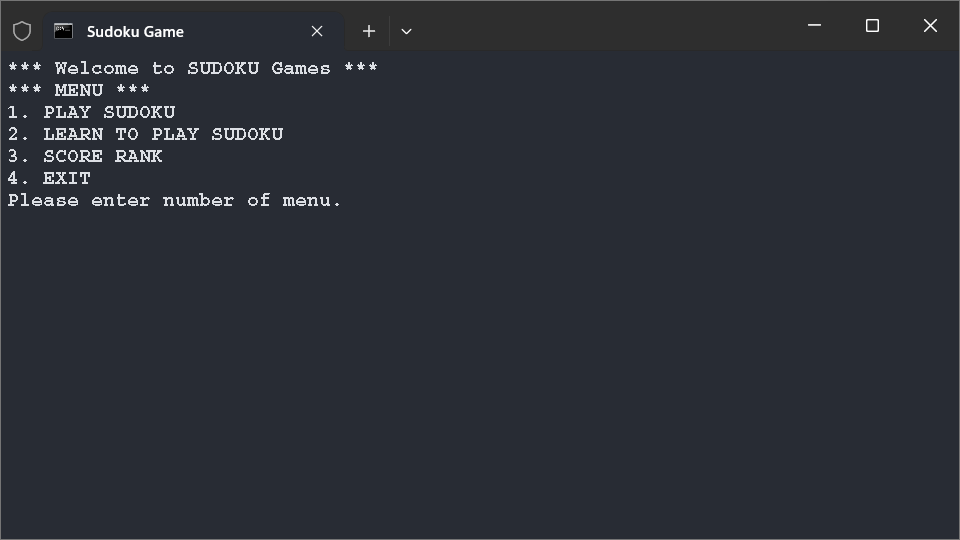 Sudoku Game
*** Welcome to SUDOKU Games ***
*** MENU ***
1. PLAY SUDOKU
2. LEARN TO PLAY SUDOKU
3. SCORE RANK
4. EXIT
Please enter number of menu.